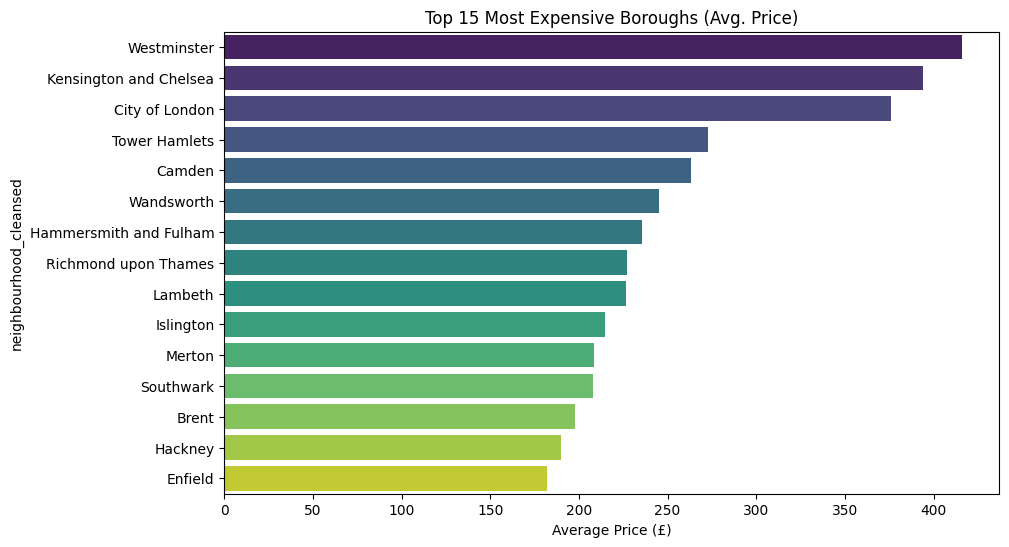 Top 15 Most Expensive Boroughs (Avg. Price)
neighbourhood_cleansed
Westminster
Kensington and Chelsea
City of London
Tower Hamlets
Camden
Wandsworth
Hammersmith and Fulham
Richmond upon Thames
Lambeth
Islington
Merton
Southwark
Brent
Hackney
Enfield
0 50 100 150 200 250 300 350 400
Average Price (£)